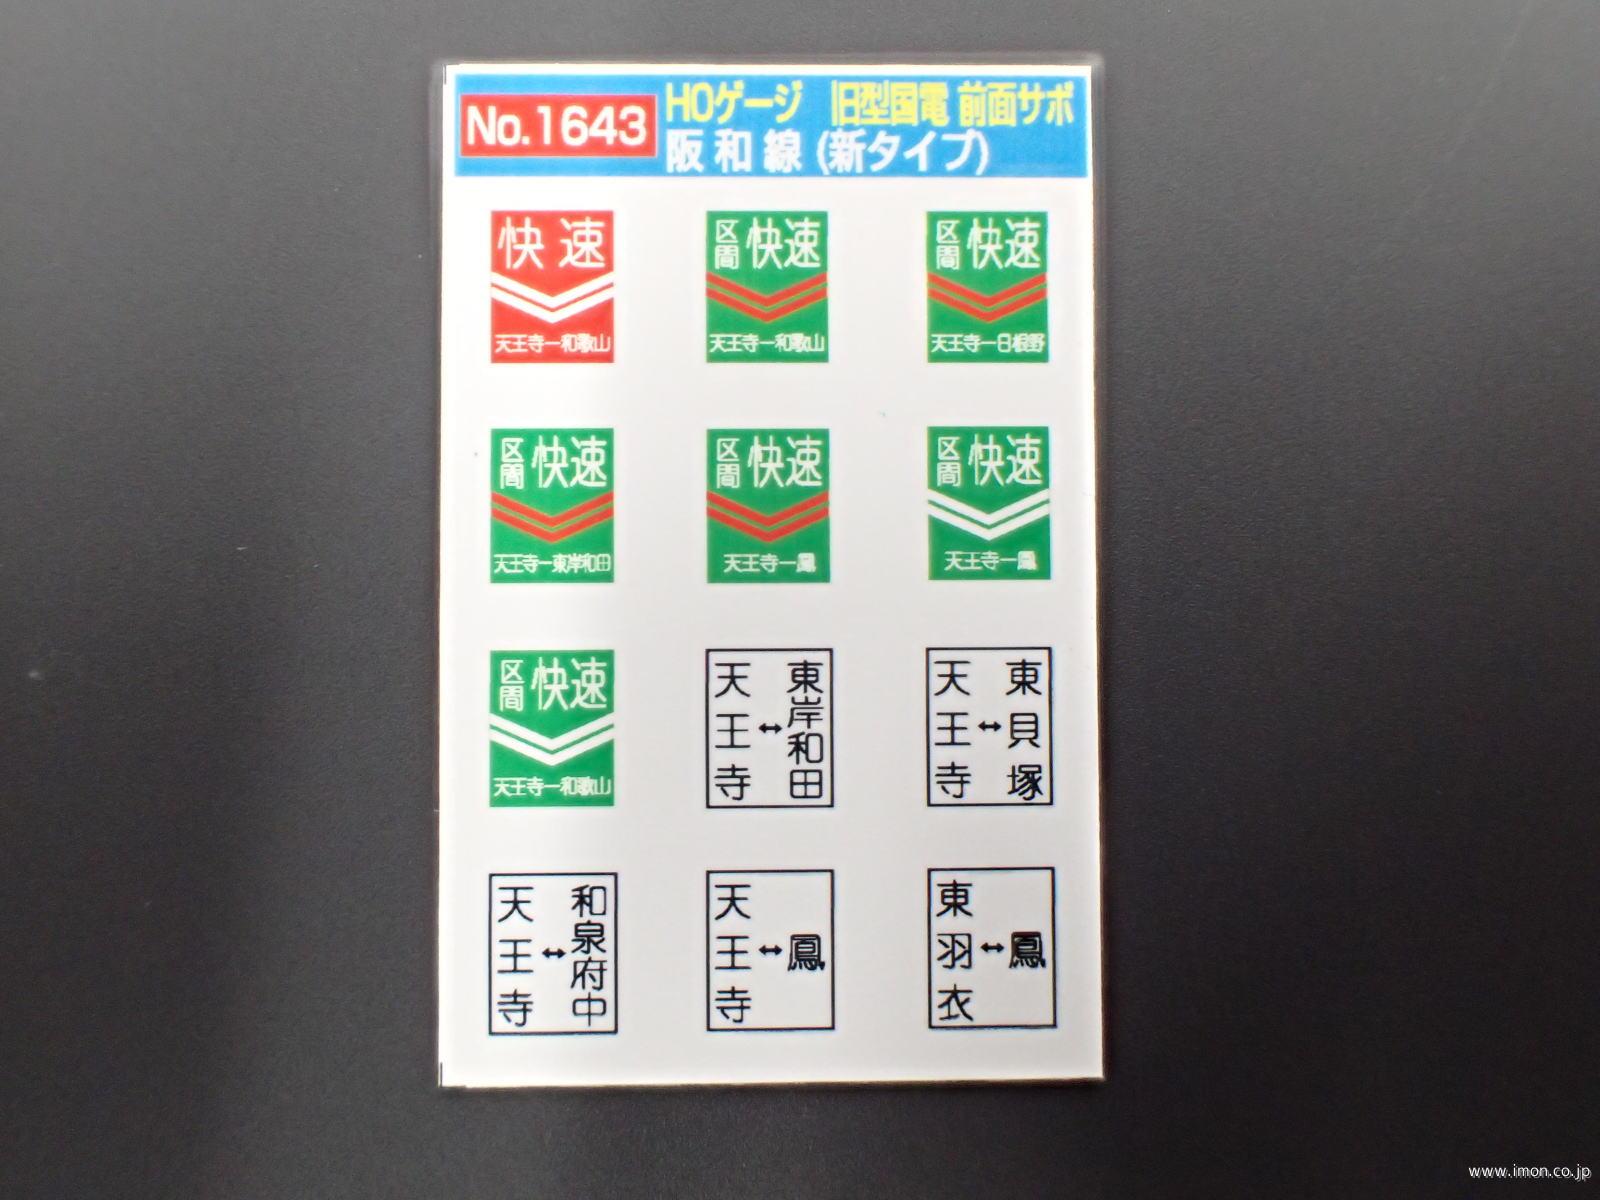 No.1643
HOゲージ 旧型国電 前面サボ
阪和線 (新タイプ)
快速
天王寺ー和歌山
区間快速
天王寺ー和歌山
区間快速
天王寺ー日根野
区間快速
天王寺ー東岸和田
区間快速
天王寺ー鳳
区間快速
天王寺ー鳳
区間快速
天王寺ー和歌山
天王寺↔東岸和田
天王寺↔東貝塚
天王寺↔和泉府中
天王寺↔鳳
東羽衣↔鳳
www.imon.co.jp